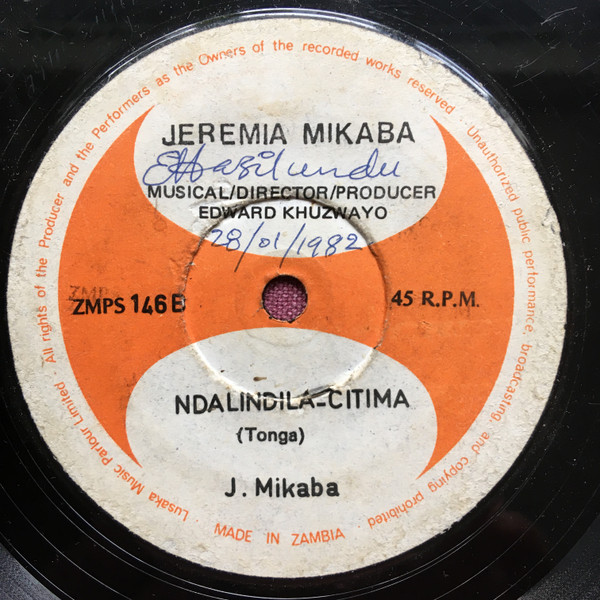 All rights of the Producer and the Performers as the Owners of the recorded works reserved
Unauthorized public performance broadcasting and copying prohibited
JEREMIA MIKABA
MUSICAL/DIRECTOR/PRODUCER
EDWARD KHUZWAYO
28/01/1982
ZMPS 146 B
45 R.P.M.
NDALINDILA-CITIMA
(Tonga)
J. Mikaba
Lusaka Music Parlour Limited
MADE IN ZAMBIA